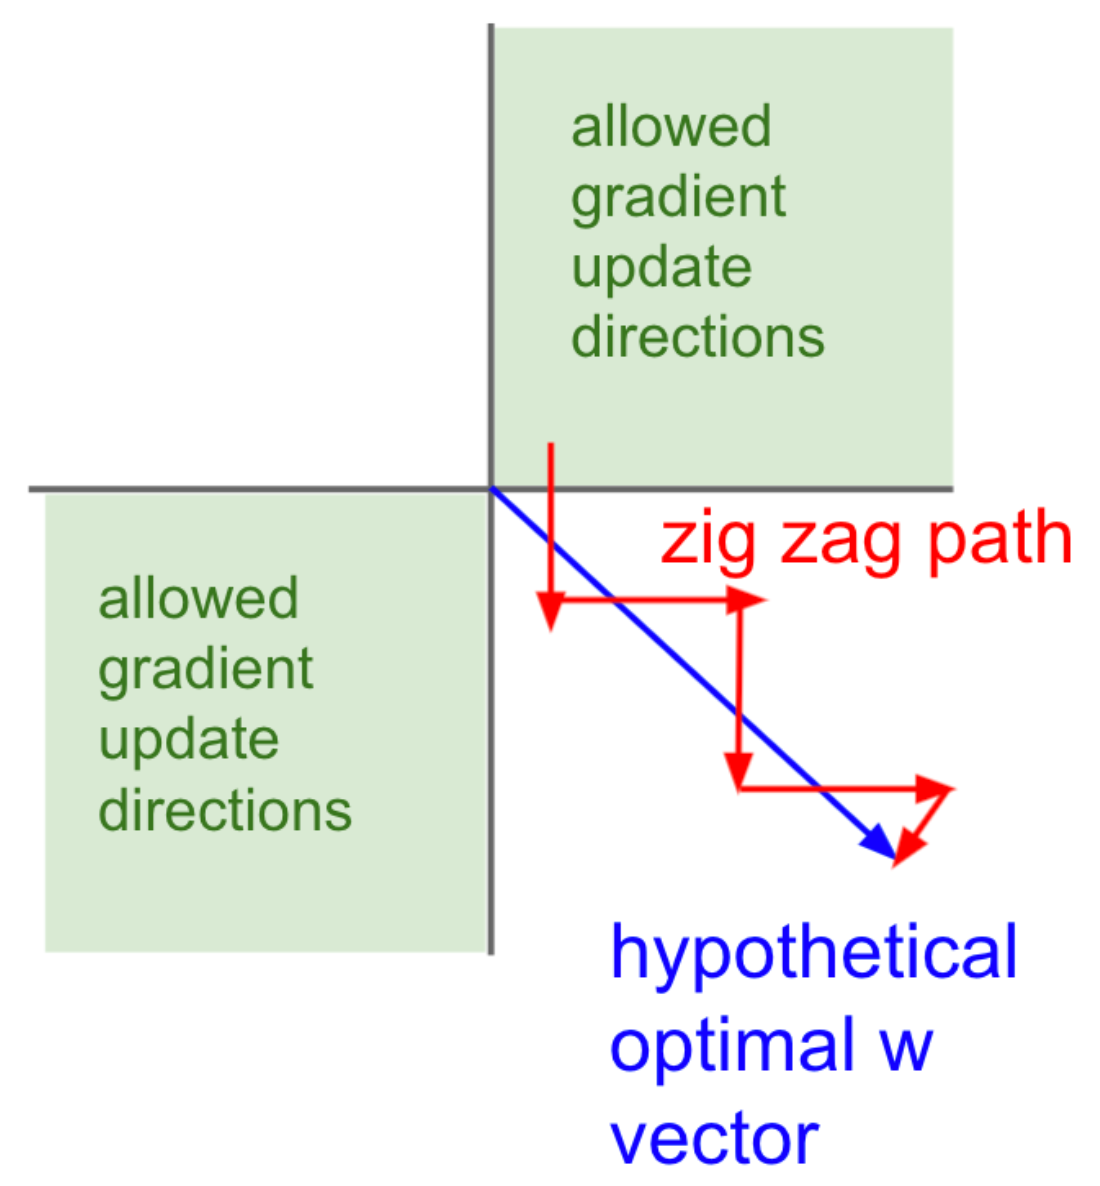 allowed
gradient
update
directions
zig zag path
allowed
gradient
update
directions
hypothetical
optimal w
vector